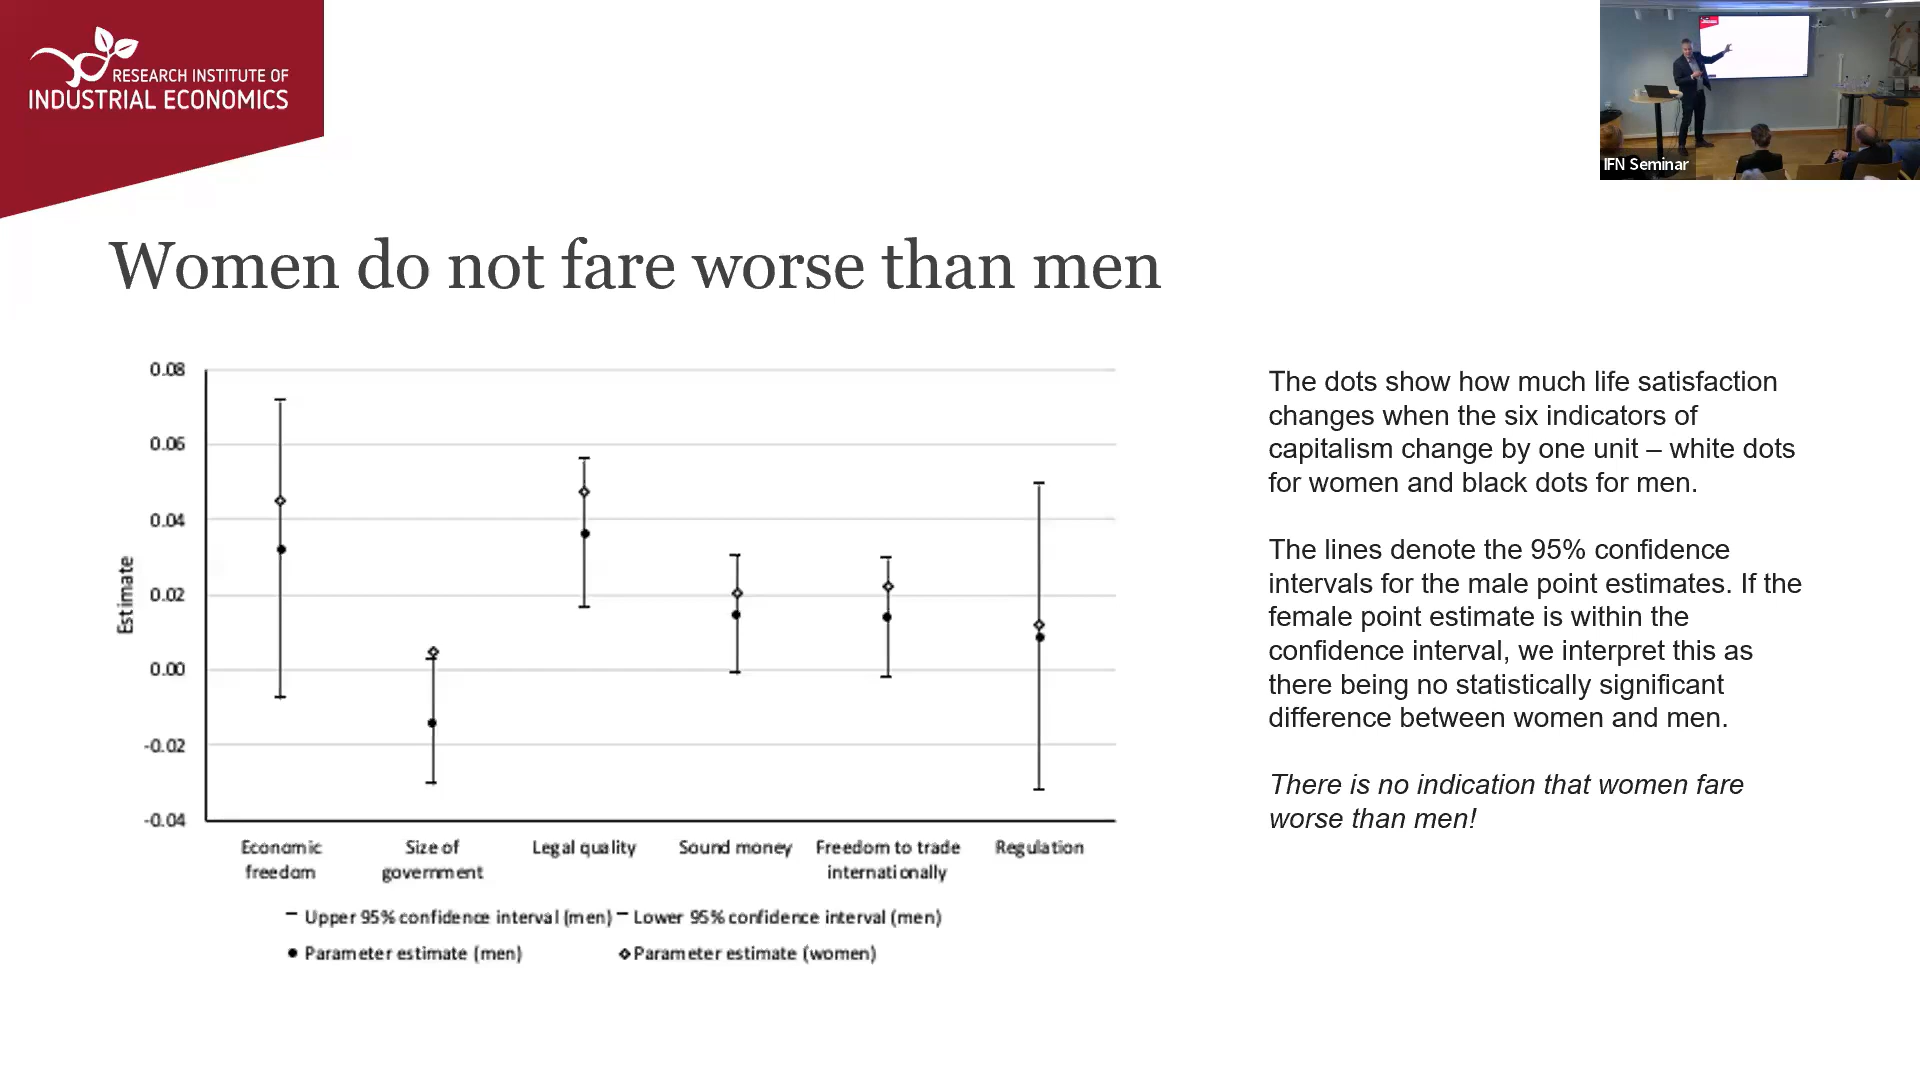 RESEARCH INSTITUTE OF
INDUSTRIAL ECONOMICS
IFN Seminar
Women do not fare worse than men
0.08
0.06
0.04
0.02
0.00
-0.02
-0.04
Estimate
Economic
freedom
Size of
government
Legal quality
Sound money
Freedom to trade
internationally
Regulation
Upper 95% confidence interval (men)
Lower 95% confidence interval (men)
Parameter estimate (men)
Parameter estimate (women)
The dots show how much life satisfaction
changes when the six indicators of
capitalism change by one unit – white dots
for women and black dots for men.
The lines denote the 95% confidence
intervals for the male point estimates. If the
female point estimate is within the
confidence interval, we interpret this as
there being no statistically significant
difference between women and men.
There is no indication that women fare
worse than men!